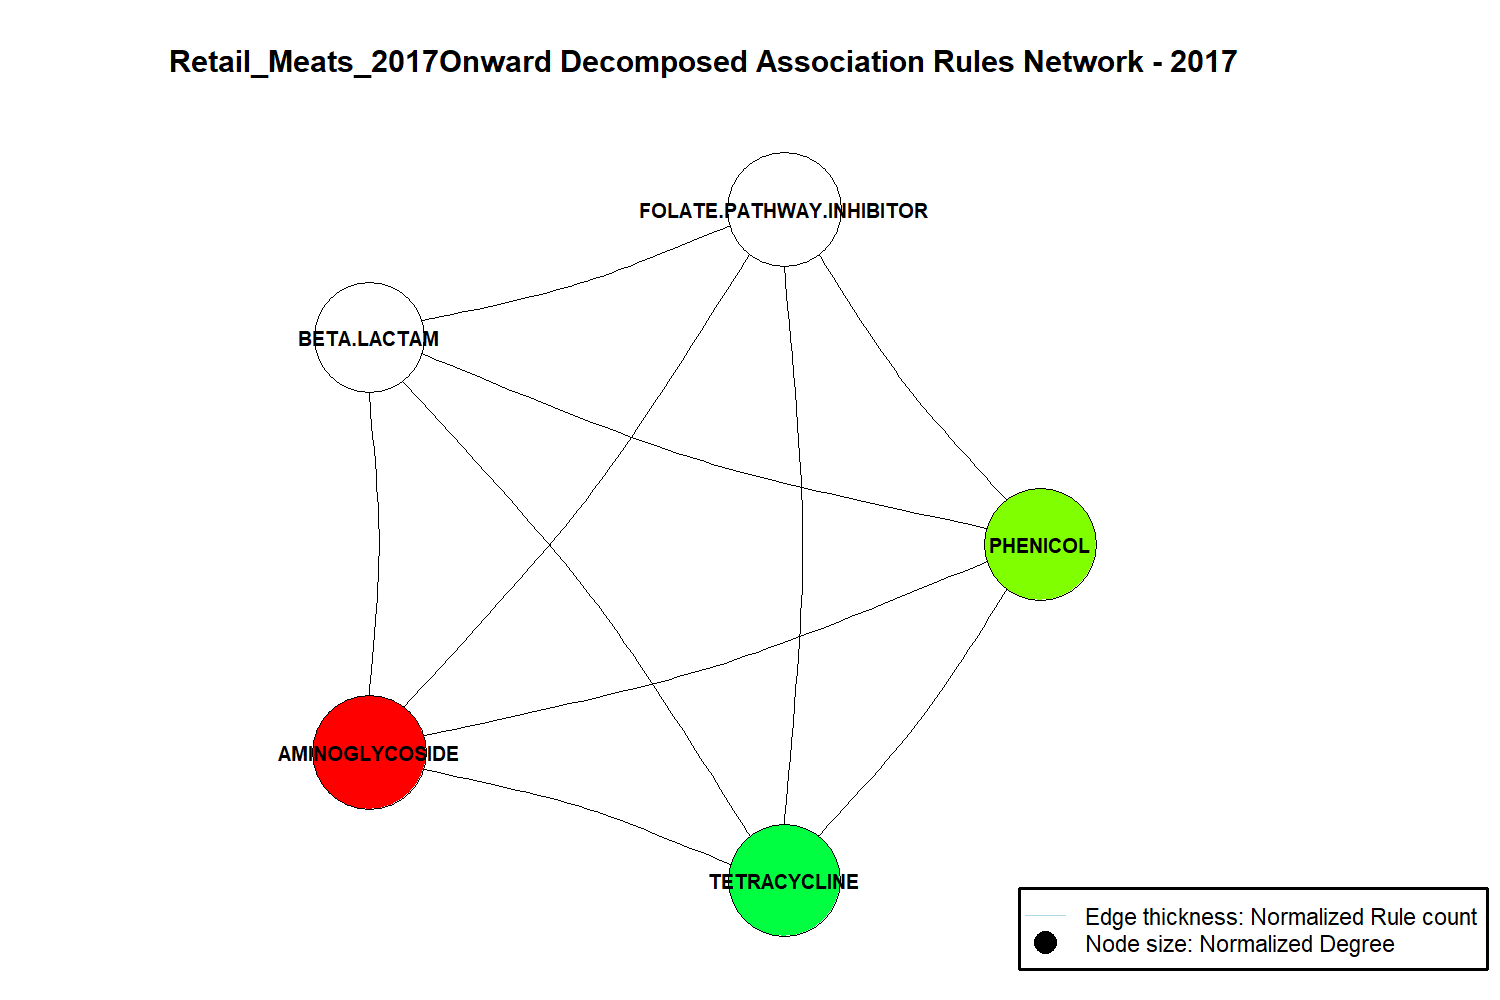 Retail_Meats_2017Onward Decomposed Association Rules Network - 2017
FOLATE.PATHWAY.INHIBITOR
BETA.LACTAM
PHENICOL
AMINOGLYCOSIDE
TETRACYCLINE
Edge thickness: Normalized Rule count
Node size: Normalized Degree